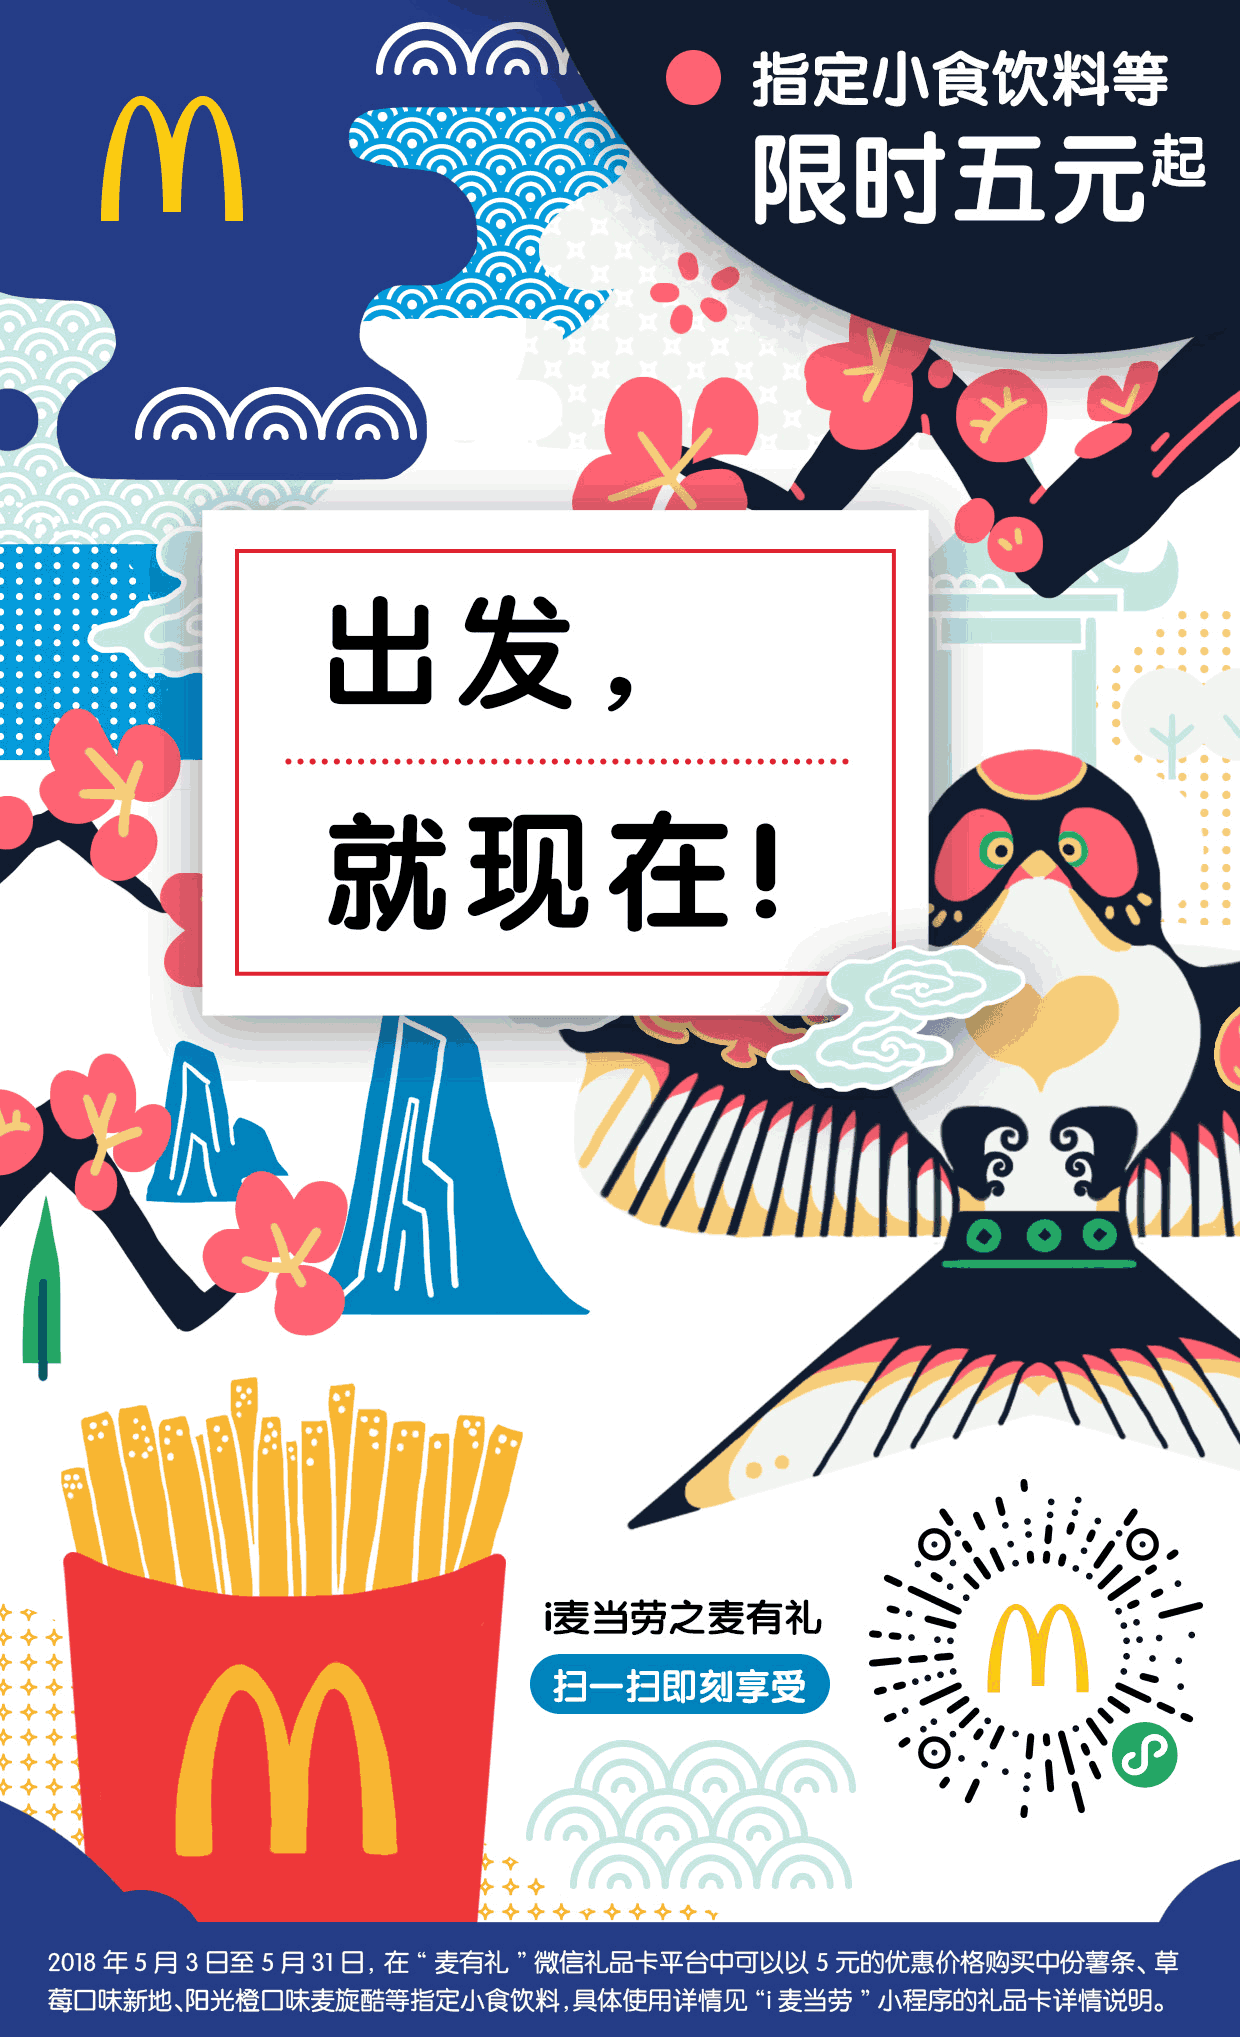 指定小食饮料等
限时五元起
出发，
就现在！
i麦当劳之麦有礼
扫一扫即刻享受
2018 年 5 月 3 日至 5 月 31 日, 在 “ 麦有礼 ” 微信礼品卡平台中可以以 5 元的优惠价格购买中份薯条、草
莓口味新地、阳光橙口味麦旋酷等指定小食饮料,具体使用详情见 “i 麦当劳 ” 小程序的礼品卡详情说明。